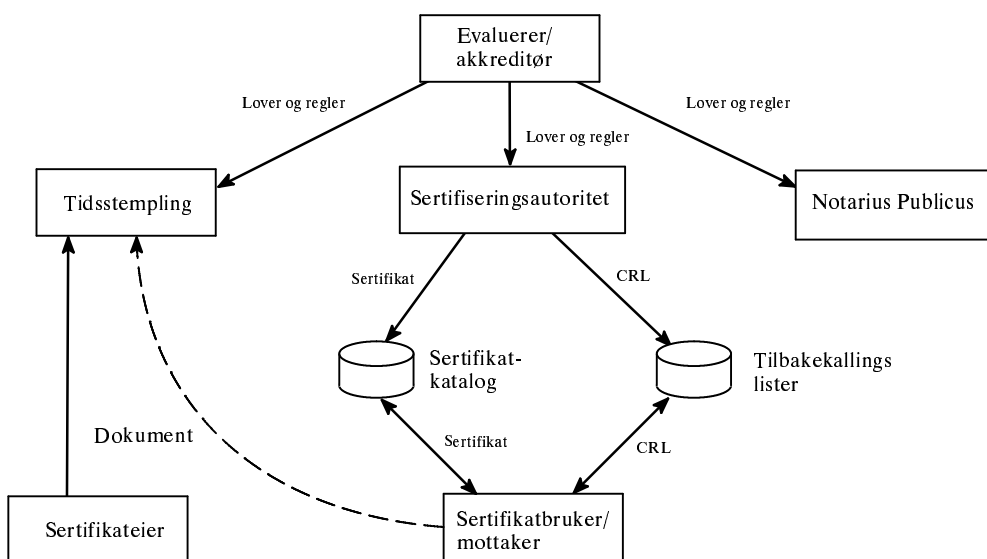 Evaluerer/
akkreditør
Lover og regler
Lover og regler
Lover og regler
Tidsstempling
Sertifiseringsautoritet
Notarius Publicus
Sertifikat
CRL
Sertifikat-
katalog
Tilbakekallings
lister
Dokument
Sertifikat
CRL
Sertifikateier
Sertifikatbruker/
mottaker